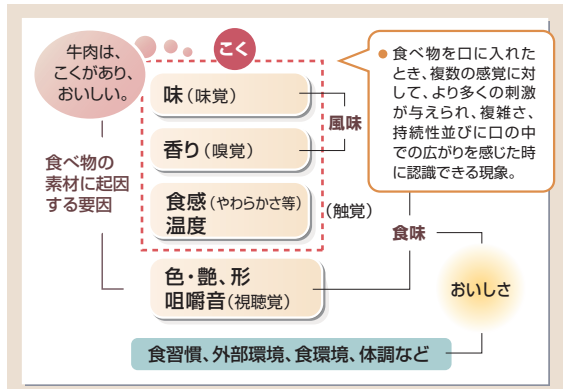 牛肉は、
こくがあり、
おいしい。
こく
● 食べ物を口に入れた
とき、複数の感覚に対
して、より多くの刺激
が与えられ、複雑さ、
持続性並びに口の中
での広がりを感じた時
に認識できる現象。
味（味覚）
風味
香り（嗅覚）
食べ物の
素材に起因
する要因
食感（やわらかさ等）
温度
（触覚）
食味
色・艶、形
咀嚼音（視聴覚）
おいしさ
食習慣、外部環境、食環境、体調など